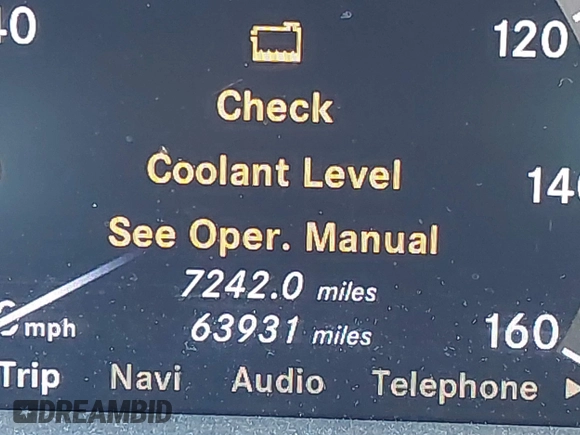 120
Check
Coolant Level
140
See Oper. Manual
7242.0 miles
mph
63931 miles
160
Trip Navi Audio Telephone
DREAMBID